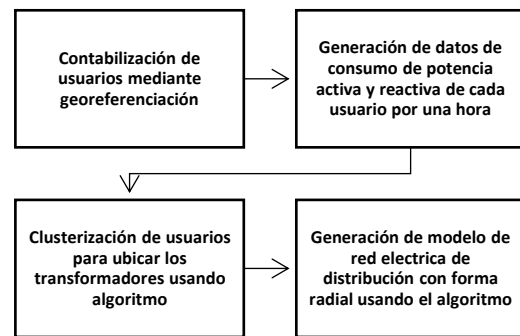 Contabilización de
usuarios mediante
georeferenciación
Generación de datos de
consumo de potencia
activa y reactiva de cada
usuario por una hora
Clusterización de usuarios
para ubicar los
transformadores usando
algoritmo
Generación de modelo de
red electrica de
distribución con forma
radial usando el algoritmo